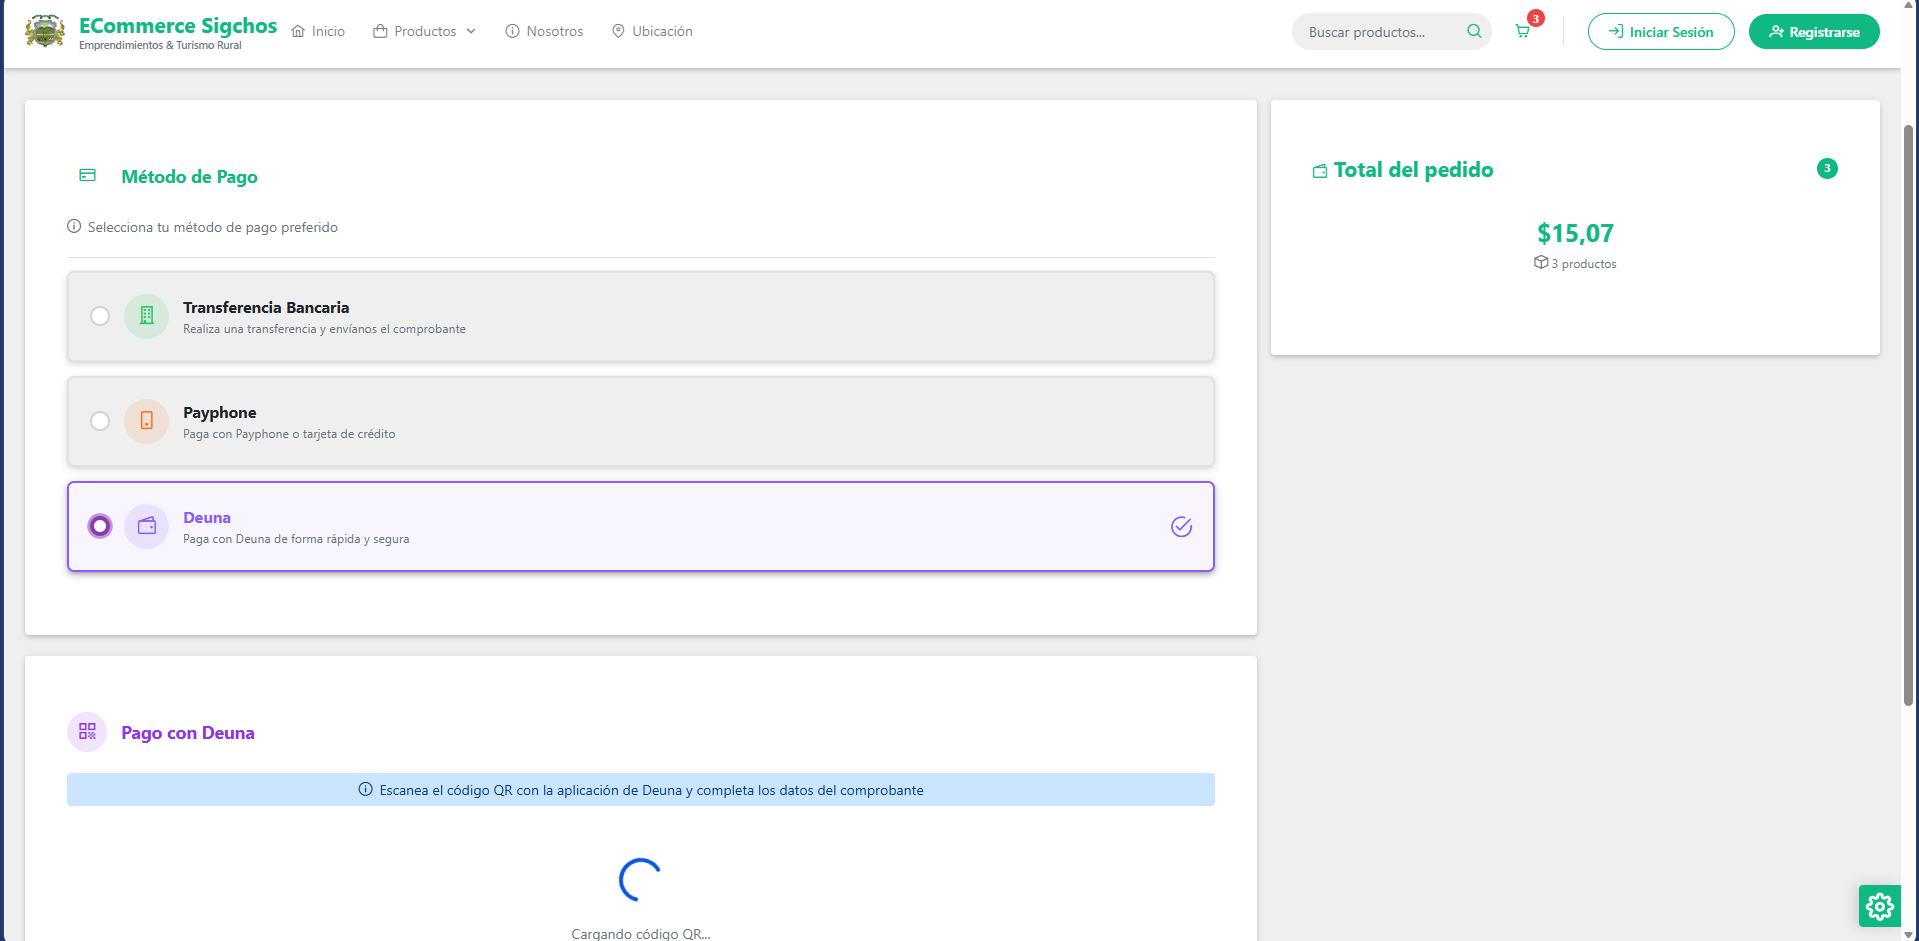 ECommerce Sigchos
Emprendimientos & Turismo Rural
Inicio
Productos
Nosotros
Ubicación
Buscar productos...
3
Iniciar Sesión
Registrarse
Método de Pago
Selecciona tu método de pago preferido
Transferencia Bancaria
Realiza una transferencia y envíanos el comprobante
Payphone
Paga con Payphone o tarjeta de crédito
Deuna
Paga con Deuna de forma rápida y segura
Total del pedido
3
$15,07
3 productos
Pago con Deuna
Escanea el código QR con la aplicación de Deuna y completa los datos del comprobante
Cargando código QR...